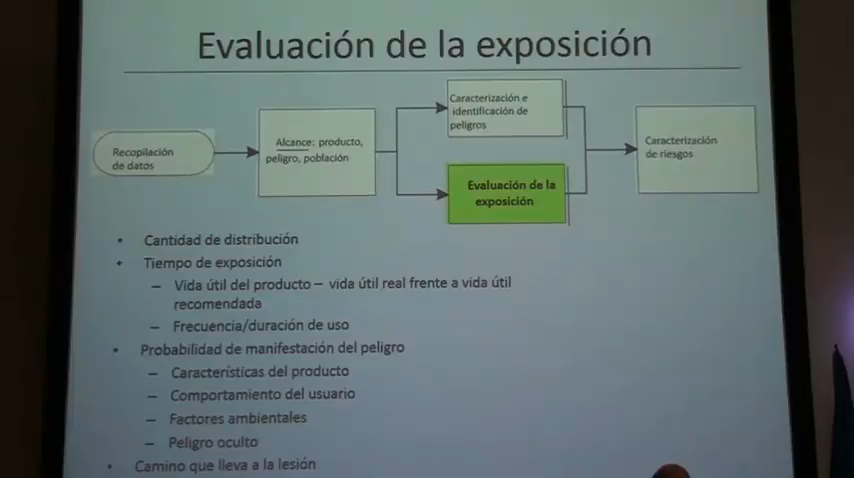 Evaluación de la exposición
Recopilación
de datos
Alcance: producto,
peligro, población
Caracterización e
identificación de
peligros
Evaluación de la
exposición
Caracterización
de riesgos
• Cantidad de distribución
• Tiempo de exposición
– Vida útil del producto – vida útil real frente a vida útil
recomendada
– Frecuencia/duración de uso
• Probabilidad de manifestación del peligro
– Características del producto
– Comportamiento del usuario
– Factores ambientales
– Peligro oculto
• Camino que lleva a la lesión